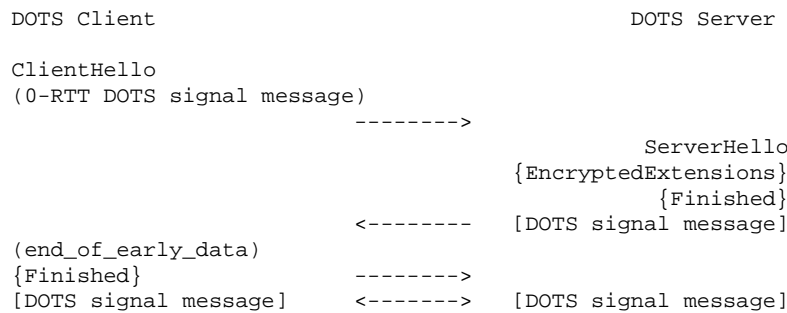 DOTS Client                                    DOTS Server
ClientHello
(0-RTT DOTS signal message)
-------->
ServerHello
{EncryptedExtensions}
{Finished}
<--------   [DOTS signal message]
(end_of_early_data)
{Finished}             -------->
[DOTS signal message]  <------->   [DOTS signal message]